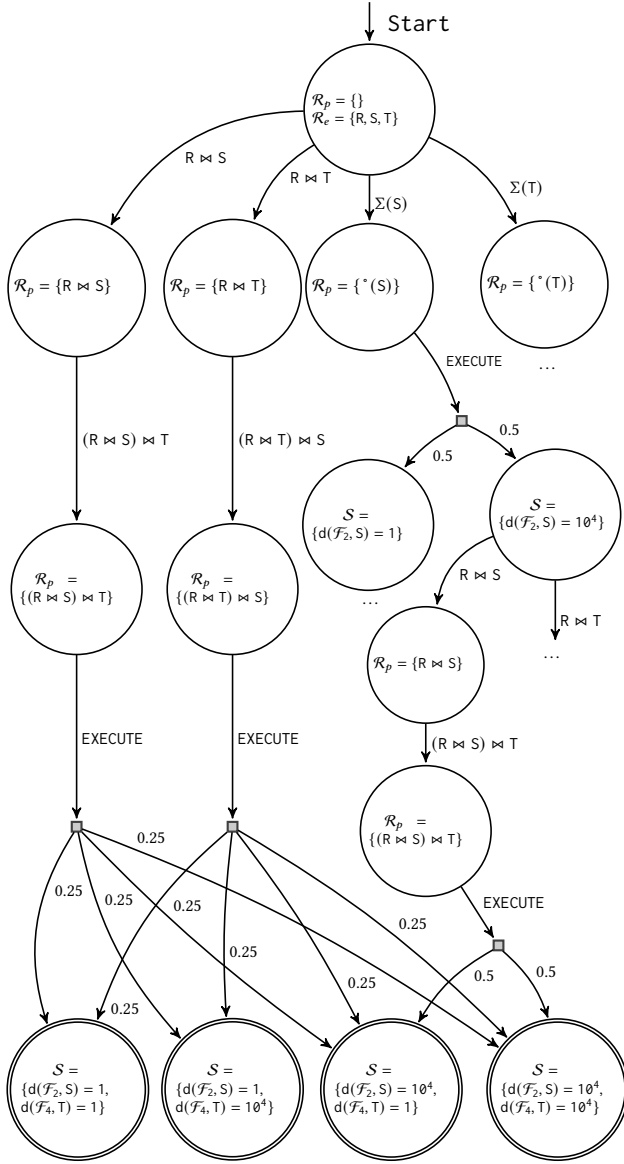 Start
ℛₚ = {}
ℛₑ = {R, S, T}
R ⋈ S
R ⋈ T
Σ(S)
Σ(T)
ℛₚ = {R ⋈ S}
ℛₚ = {R ⋈ T}
ℛₚ = {˚(S)}
ℛₚ = {˚(T)}
EXECUTE
...
0.5
0.5
(R ⋈ S) ⋈ T
(R ⋈ T) ⋈ S
𝒮 =
{d(ℱ₂, S) = 1}
𝒮 =
{d(ℱ₂, S) = 10⁴}
...
R ⋈ S
R ⋈ T
...
ℛₚ =
{(R ⋈ S) ⋈ T}
ℛₚ =
{(R ⋈ T) ⋈ S}
ℛₚ = {R ⋈ S}
EXECUTE
EXECUTE
(R ⋈ S) ⋈ T
ℛₚ =
{(R ⋈ S) ⋈ T}
EXECUTE
0.25
0.25
0.25
0.25
0.25
0.25
0.25
0.25
0.5
0.5
𝒮 =
{d(ℱ₂, S) = 1,
d(ℱ₄, T) = 1}
𝒮 =
{d(ℱ₂, S) = 1,
d(ℱ₄, T) = 10⁴}
𝒮 =
{d(ℱ₂, S) = 10⁴,
d(ℱ₄, T) = 1}
𝒮 =
{d(ℱ₂, S) = 10⁴,
d(ℱ₄, T) = 10⁴}